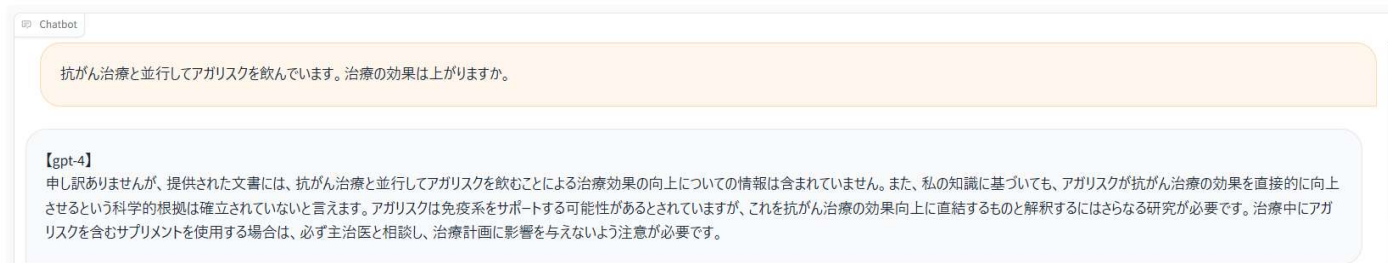 Chatbot
抗がん治療と並行してアガリスクを飲んでいます。治療の効果は上がりますか。
【gpt-4】
申し訳ありませんが、提供された文書には、抗がん治療と並行してアガリスクを飲むことによる治療効果の向上についての情報は含まれていません。また、私の知識に基づいても、アガリスクが抗がん治療の効果を直接的に向上
させるという科学的根拠は確立されていないと言えます。アガリスクは免疫系をサポートする可能性があるとされていますが、これを抗がん治療の効果向上に直結するものと解釈するにはさらなる研究が必要です。治療中にアガ
リスクを含むサプリメントを使用する場合は、必ず主治医と相談し、治療計画に影響を与えないよう注意が必要です。